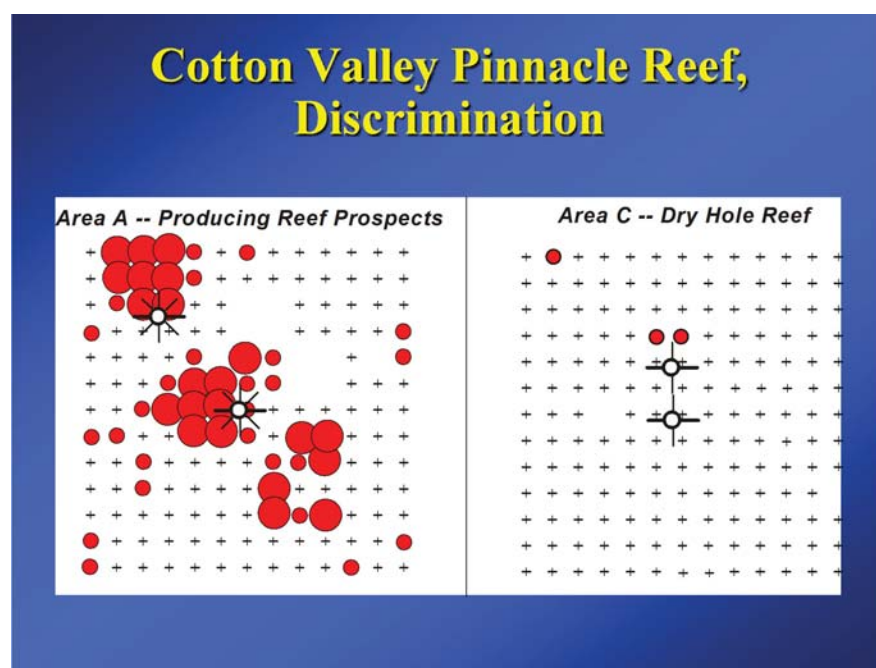 Cotton Valley Pinnacle Reef,
Discrimination
Area A -- Producing Reef Prospects
Area C -- Dry Hole Reef